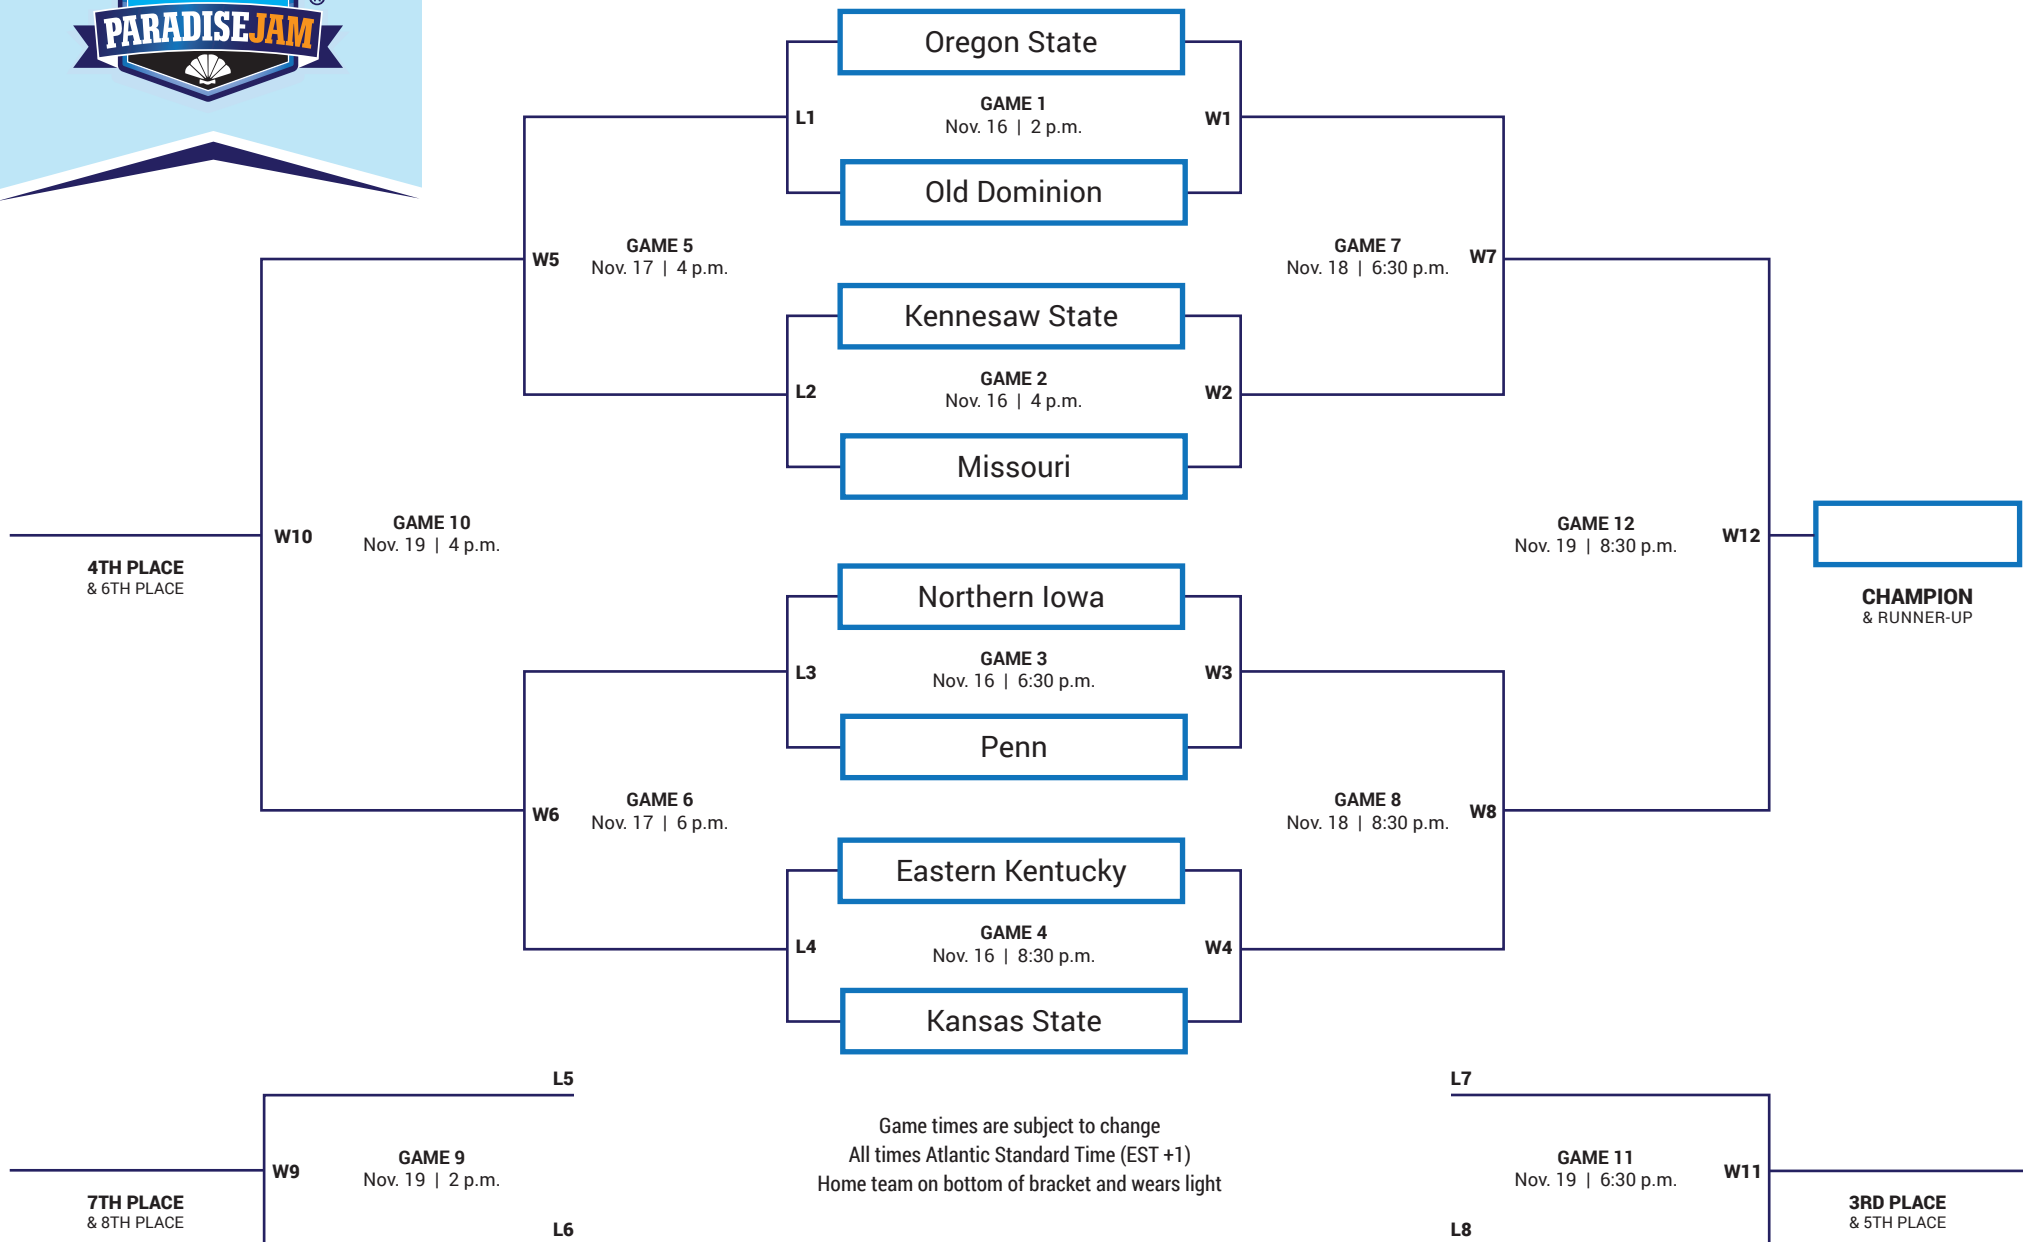 PARADISEJAM
®
Oregon State
GAME 1
Nov. 16 | 2 p.m.
L1
W1
Old Dominion
GAME 5
Nov. 17 | 4 p.m.
W5
GAME 7
Nov. 18 | 6:30 p.m.
W7
Kennesaw State
GAME 2
Nov. 16 | 4 p.m.
L2
W2
Missouri
GAME 10
Nov. 19 | 4 p.m.
W10
4TH PLACE
& 6TH PLACE
GAME 12
Nov. 19 | 8:30 p.m.
W12
CHAMPION
& RUNNER-UP
Northern Iowa
GAME 3
Nov. 16 | 6:30 p.m.
L3
W3
Penn
GAME 6
Nov. 17 | 6 p.m.
W6
GAME 8
Nov. 18 | 8:30 p.m.
W8
Eastern Kentucky
GAME 4
Nov. 16 | 8:30 p.m.
L4
W4
Kansas State
L5
GAME 9
Nov. 19 | 2 p.m.
W9
7TH PLACE
& 8TH PLACE
L6
Game times are subject to change
All times Atlantic Standard Time (EST +1)
Home team on bottom of bracket and wears light
L7
GAME 11
Nov. 19 | 6:30 p.m.
W11
3RD PLACE
& 5TH PLACE
L8